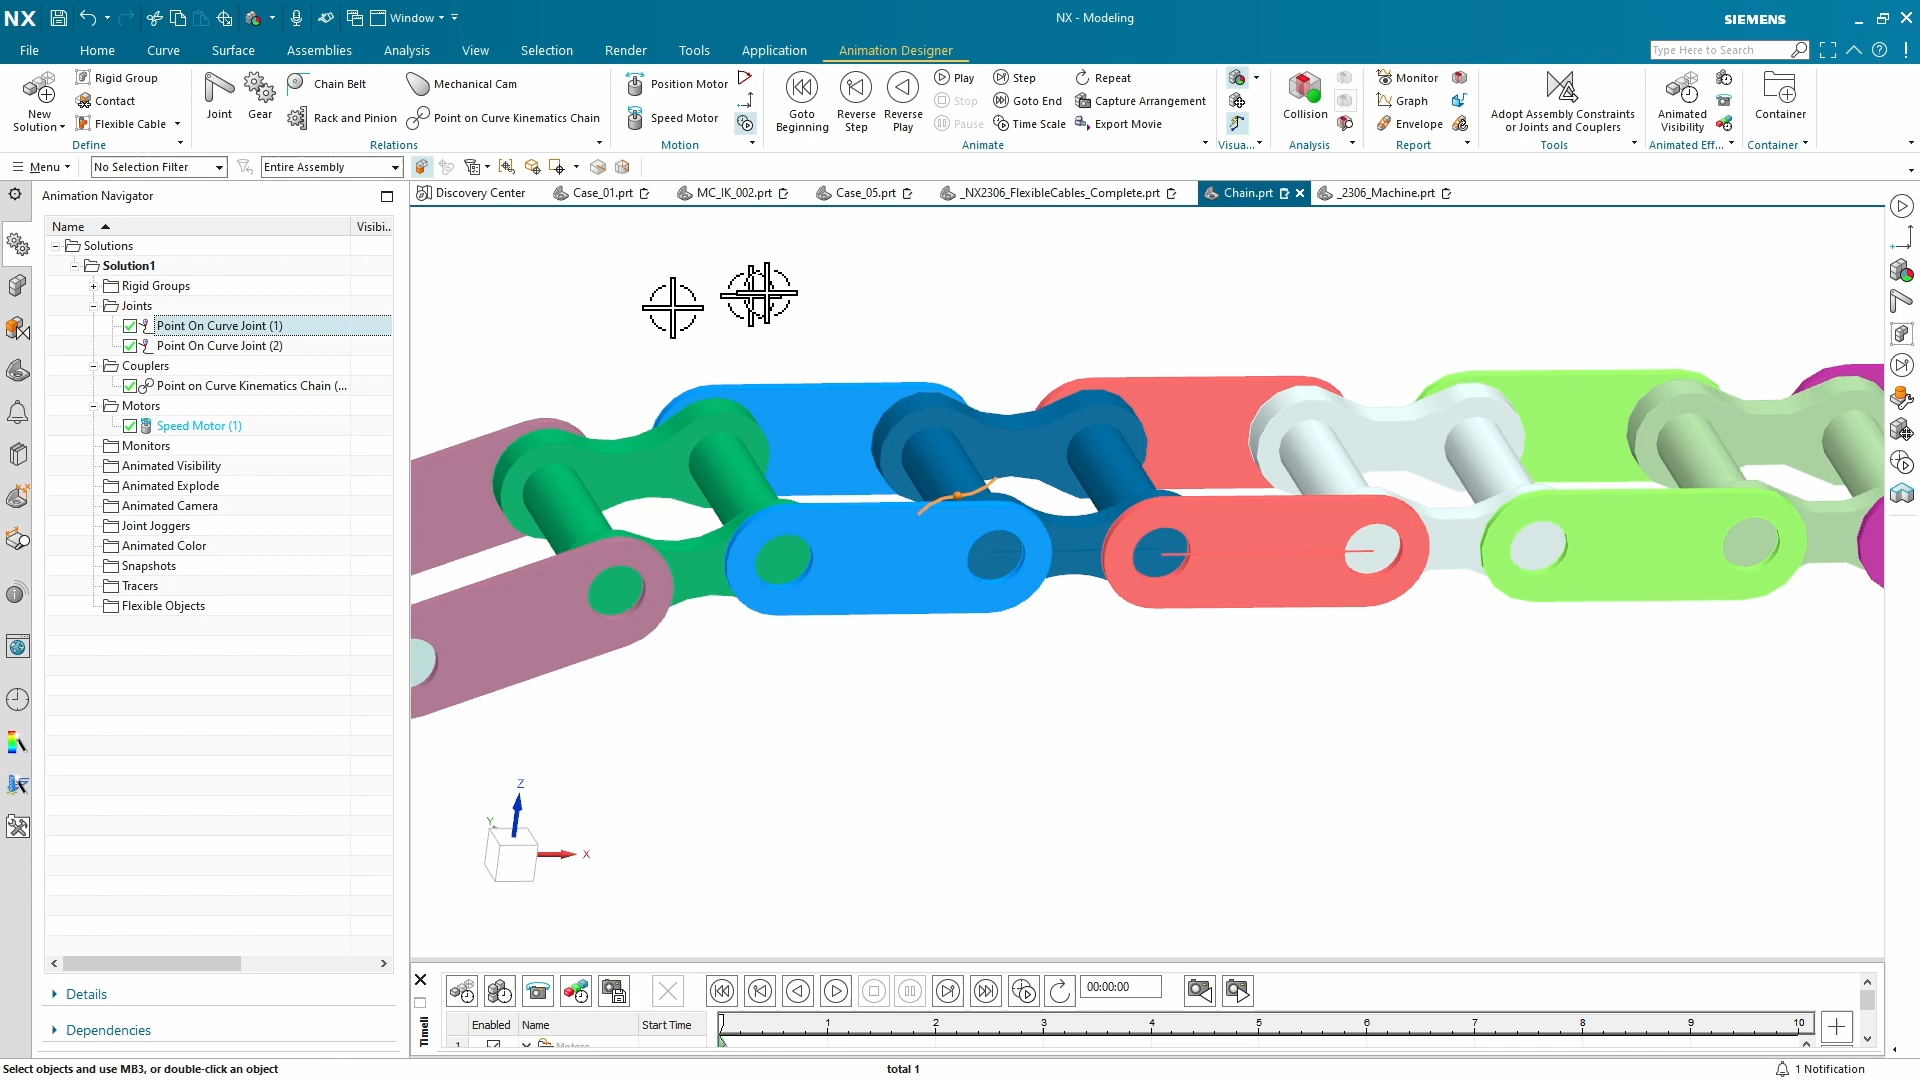 NX
Window
NX - Modeling
SIEMENS
File
Home
Curve
Surface
Assemblies
Analysis
View
Selection
Render
Tools
Application
Animation Designer
Type Here to Search
New
Solution
Rigid Group
Contact
Flexible Cable
Define
Joint
Gear
Chain Belt
Rack and Pinion
Mechanical Cam
Point on Curve Kinematics Chain
Relations
Position Motor
Speed Motor
Motion
Goto
Beginning
Reverse
Step
Reverse
Play
Play
Stop
Pause
Step
Goto End
Time Scale
Repeat
Capture Arrangement
Export Movie
Animate
Visua...
Collision
Analysis
Monitor
Graph
Envelope
Report
Adopt Assembly Constraints
or Joints and Couplers
Tools
Animated
Visibility
Animated Eff...
Container
Container
Menu
No Selection Filter
Entire Assembly
Animation Navigator
Discovery Center
Case_01.prt
MC_IK_002.prt
Case_05.prt
_NX2306_FlexibleCables_Complete.prt
Chain.prt
_2306_Machine.prt
Name
Visibi..
Solutions
Solution1
Rigid Groups
Joints
Point On Curve Joint (1)
Point On Curve Joint (2)
Couplers
Point on Curve Kinematics Chain (...
Motors
Speed Motor (1)
Monitors
Animated Visibility
Animated Explode
Animated Camera
Joint Joggers
Animated Color
Snapshots
Tracers
Flexible Objects
Z
Y
X
Details
Dependencies
00:00:00
Timeli
Enabled
Name
Start Time
1
2
3
4
5
6
7
8
9
10
1
Motors
Select objects and use MB3, or double-click an object
total 1
1 Notification